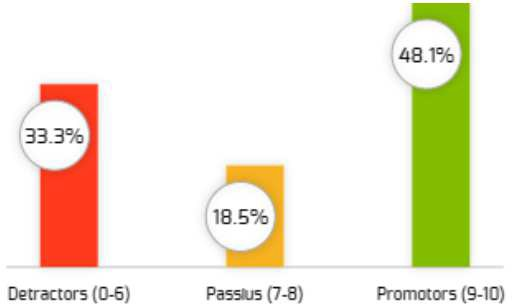 48.1%
33.3%
18.5%
Detractors (0-6) Passius (7-8) Promotors (9-10)